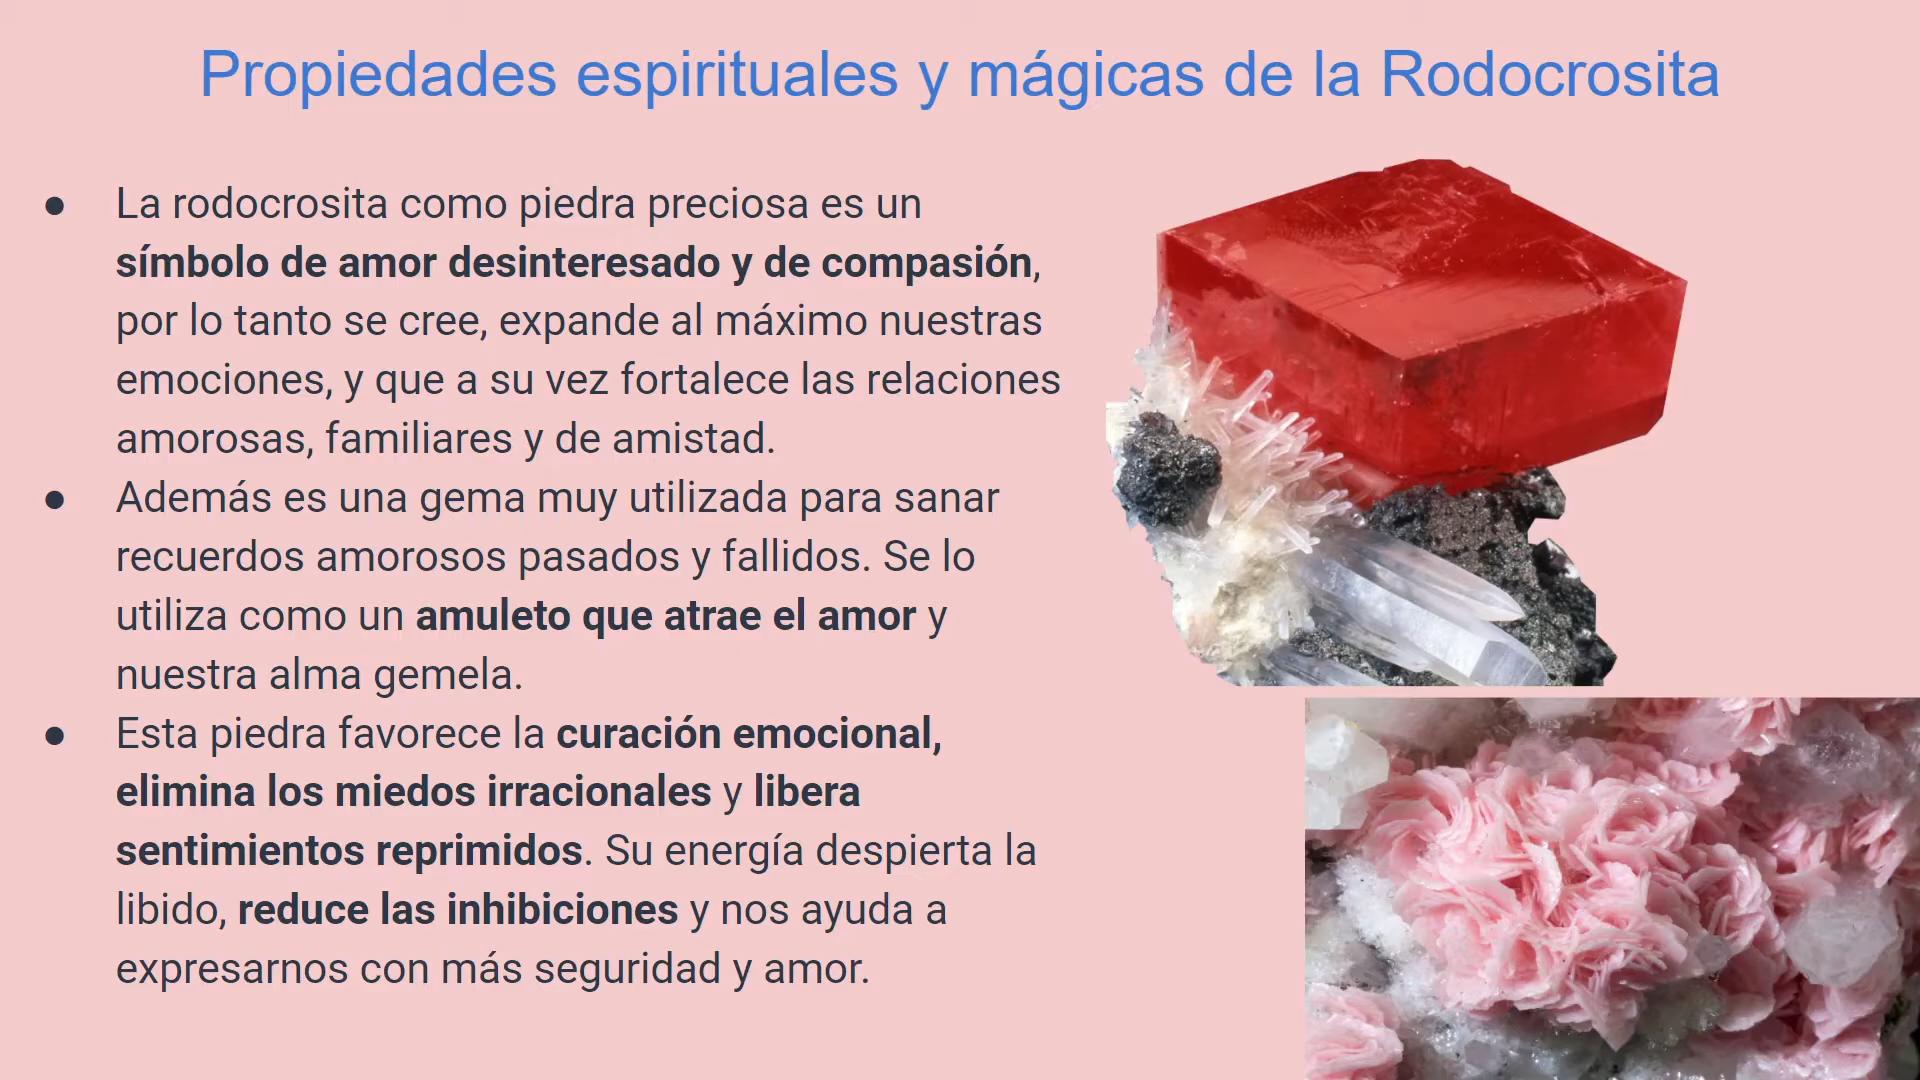 Propiedades espirituales y mágicas de la Rodocrosita
● La rodocrosita como piedra preciosa es un
símbolo de amor desinteresado y de compasión,
por lo tanto se cree, expande al máximo nuestras
emociones, y que a su vez fortalece las relaciones
amorosas, familiares y de amistad.
● Además es una gema muy utilizada para sanar
recuerdos amorosos pasados y fallidos. Se lo
utiliza como un amuleto que atrae el amor y
nuestra alma gemela.
● Esta piedra favorece la curación emocional,
elimina los miedos irracionales y libera
sentimientos reprimidos. Su energía despierta la
libido, reduce las inhibiciones y nos ayuda a
expresarnos con más seguridad y amor.